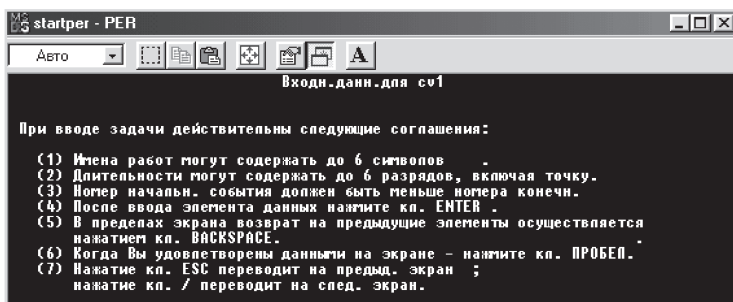 startper - PER
Авто
A
Входн.данн.для cv1
При вводе задачи действительны следующие соглашения:
(1) Имена работ могут содержать до 6 символов .
(2) Длительности могут содержать до 6 разрядов, включая точку.
(3) Номер начальн. события должен быть меньше номера конечн.
(4) После ввода элемента данных нажмите кл. ENTER .
(5) В пределах экрана возврат на предыдущие элементы осуществляется
нажатием кл. BACKSPACE. .
(6) Когда Вы удовлетворены данными на экране - нажмите кл. ПРОБЕЛ.
(7) Нажатие кл. ESC переводит на предыд. экран ;
нажатие кл. / переводит на след. экран.